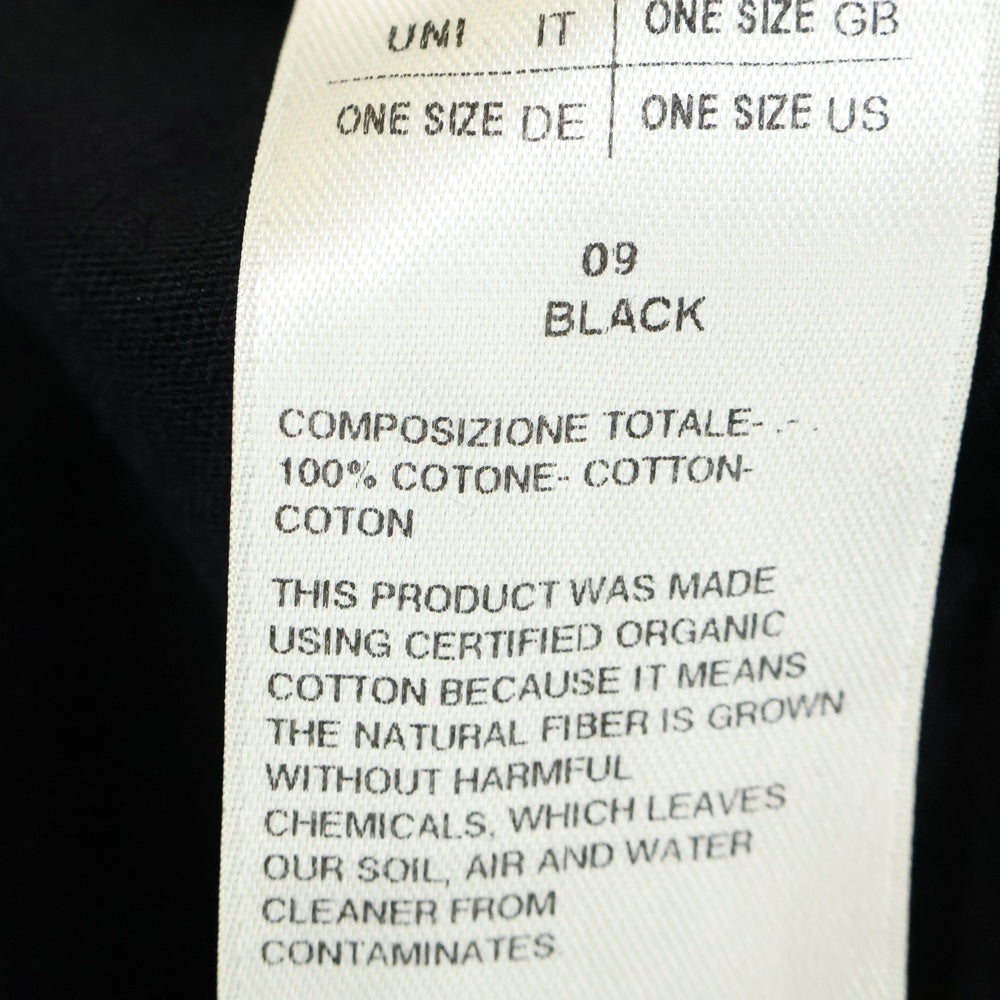 UNI IT ONE SIZE GB
ONE SIZE DE ONE SIZE US
09
BLACK
COMPOSIZIONE TOTALE- .- .
100% COTONE- COTTON-
COTON
THIS PRODUCT WAS MADE
USING CERTIFIED ORGANIC
COTTON BECAUSE IT MEANS
THE NATURAL FIBER IS GROWN
WITHOUT HARMFUL
CHEMICALS, WHICH LEAVES
OUR SOIL, AIR AND WATER
CLEANER FROM
CONTAMINATES.